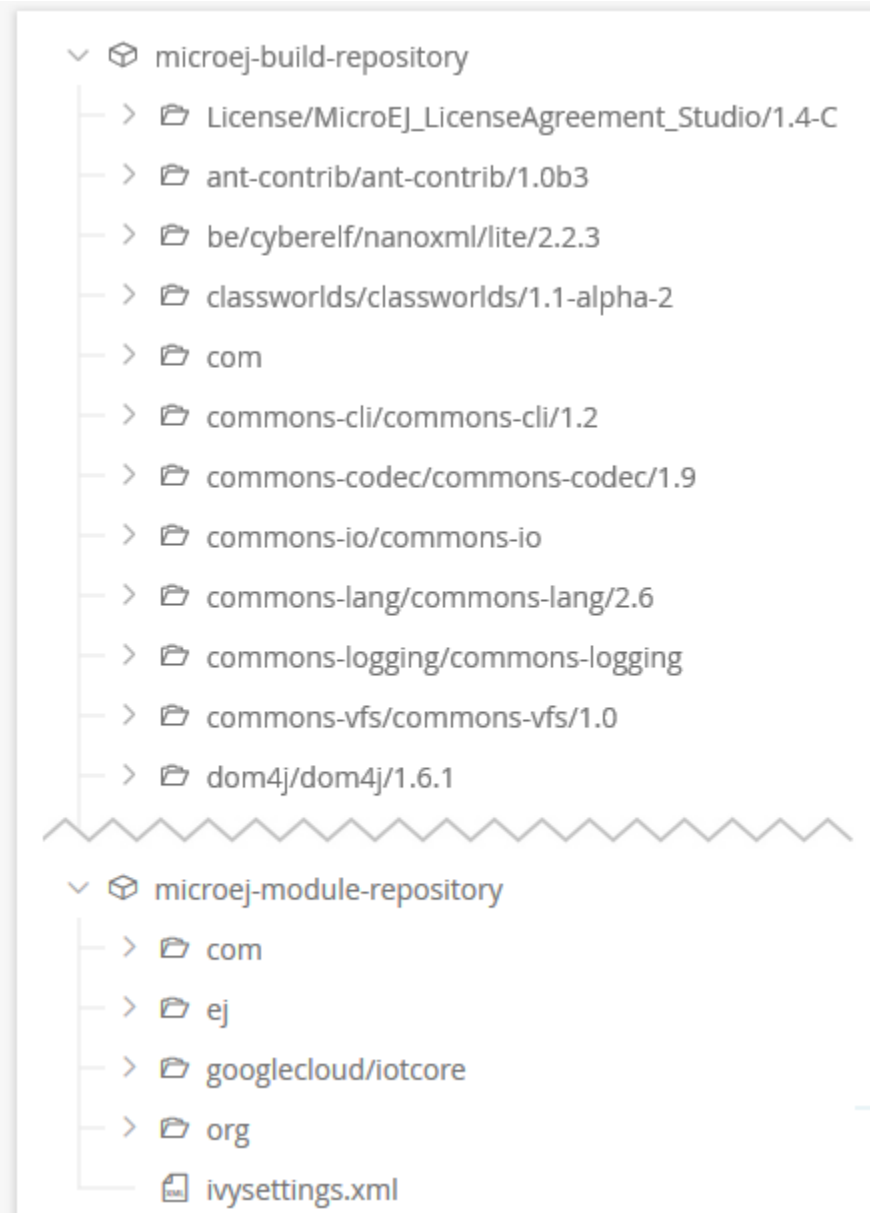 microej-build-repository
License/MicroEJ_LicenseAgreement_Studio/1.4-C
ant-contrib/ant-contrib/1.0b3
be/cyberelf/nanoxml/lite/2.2.3
classworlds/classworlds/1.1-alpha-2
com
commons-cli/commons-cli/1.2
commons-codec/commons-codec/1.9
commons-io/commons-io
commons-lang/commons-lang/2.6
commons-logging/commons-logging
commons-vfs/commons-vfs/1.0
dom4j/dom4j/1.6.1
microej-module-repository
com
ej
googlecloud/iotcore
org
ivysettings.xml